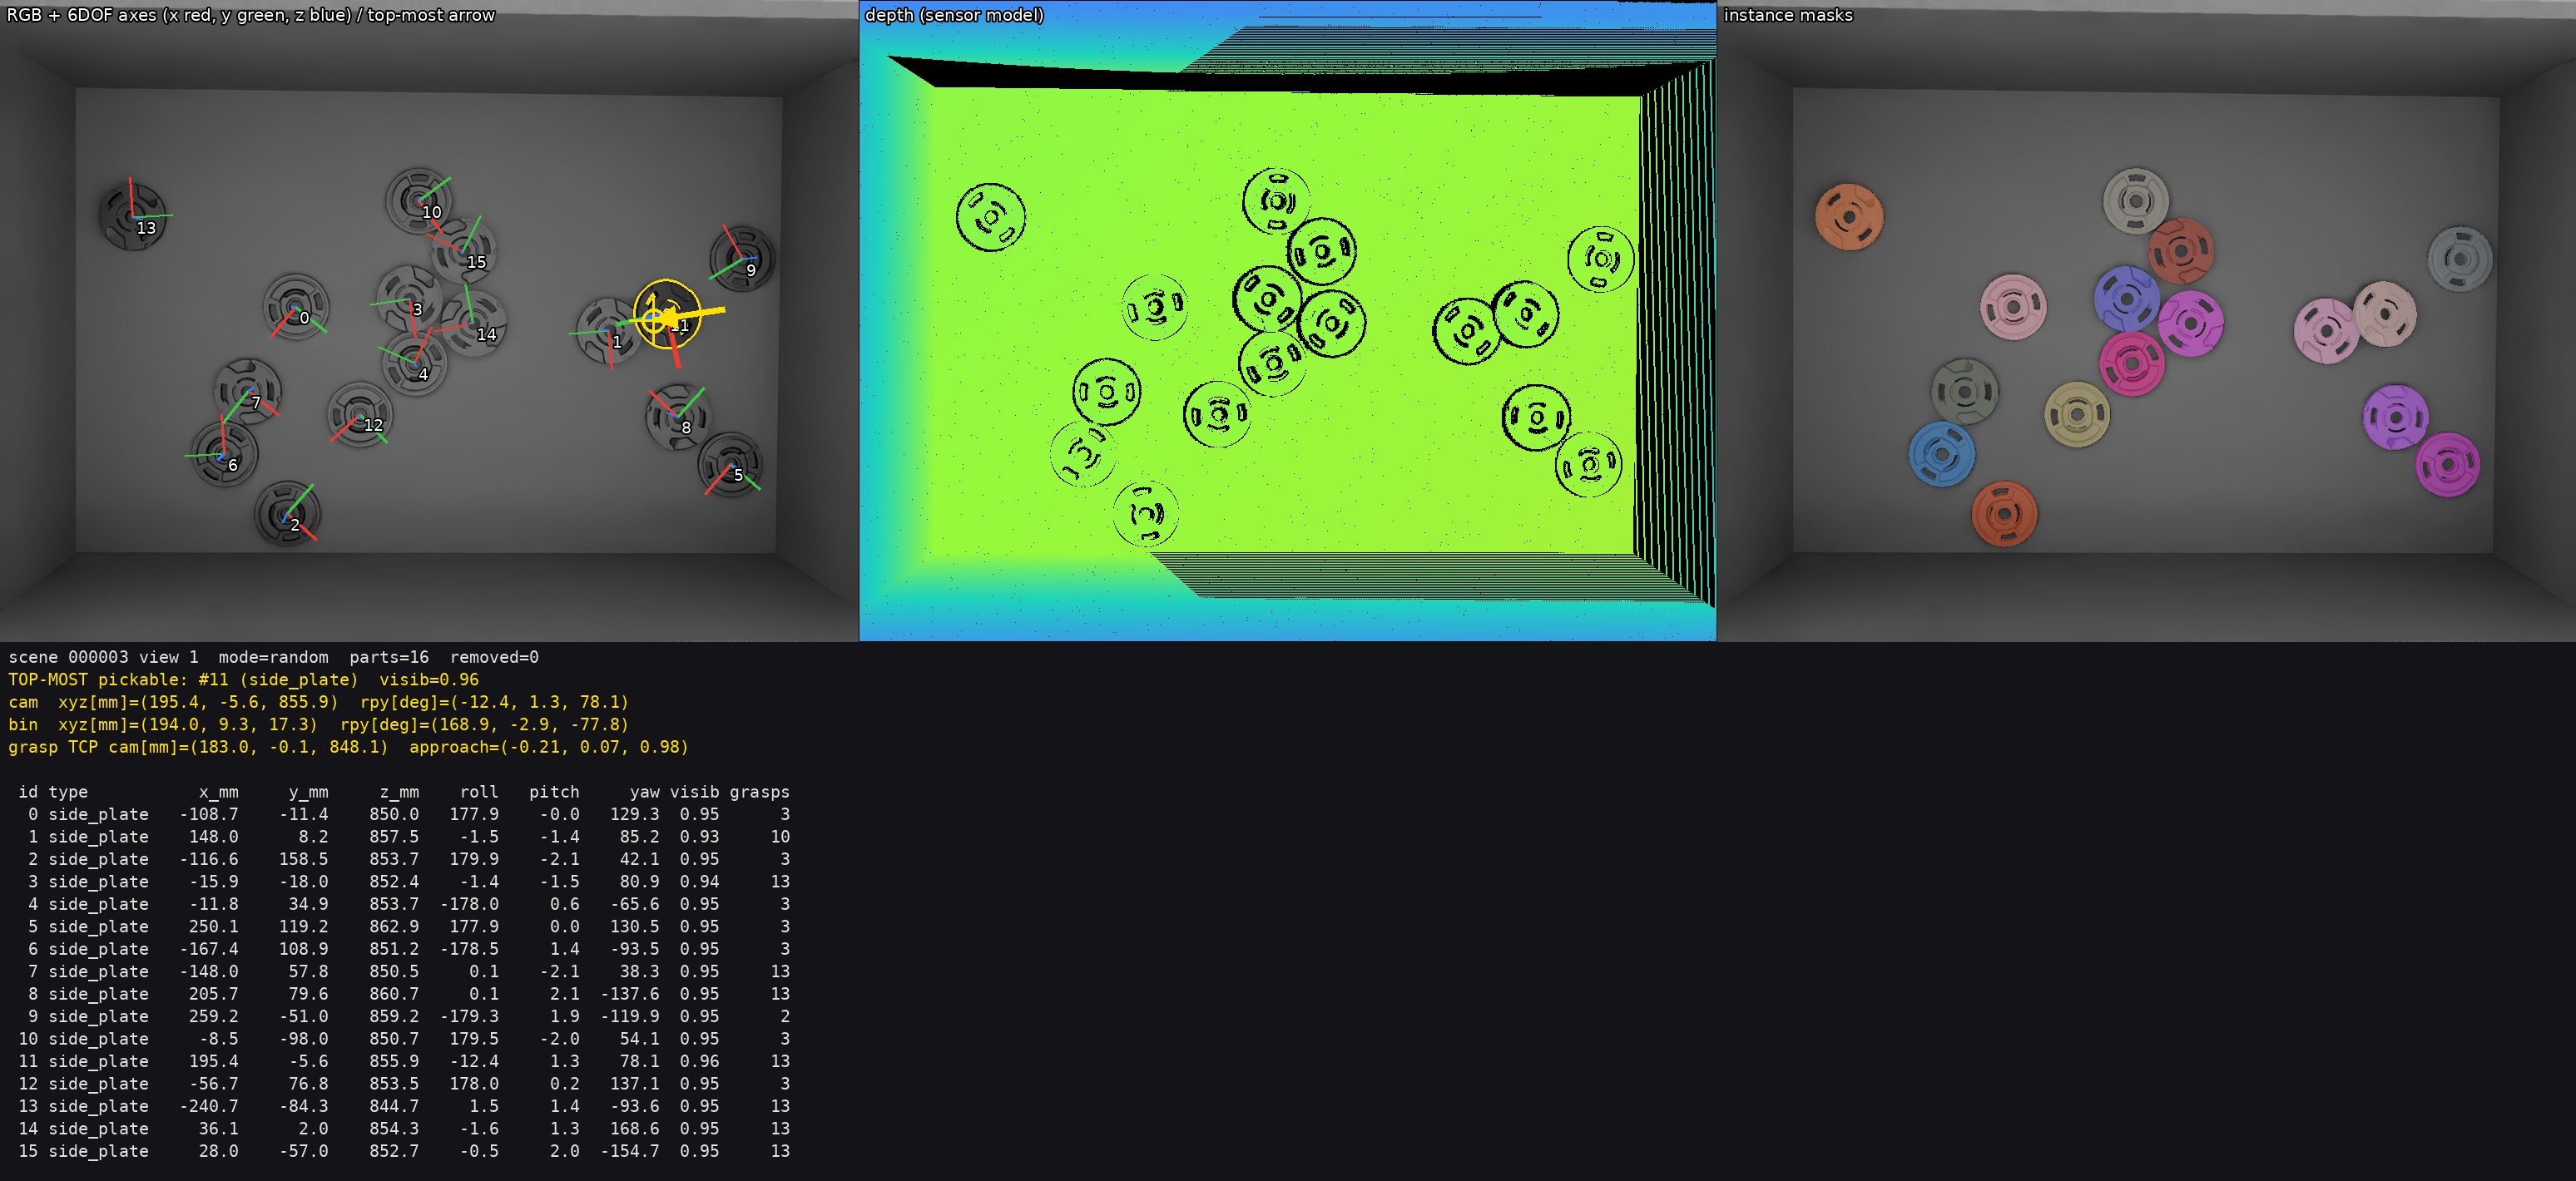 RGB + 6DOF axes (x red, y green, z blue) / top-most arrow
depth (sensor model)
instance masks
13
10
15
9
3
0
14
11
1
4
7
12
8
6
5
2
scene 000003 view 1  mode=random  parts=16  removed=0
TOP-MOST pickable: #11 (side_plate)  visib=0.96
cam  xyz[mm]=(195.4, -5.6, 855.9)  rpy[deg]=(-12.4, 1.3, 78.1)
bin  xyz[mm]=(194.0, 9.3, 17.3)  rpy[deg]=(168.9, -2.9, -77.8)
grasp TCP cam[mm]=(183.0, -0.1, 848.1)  approach=(-0.21, 0.07, 0.98)
id type x_mm y_mm z_mm roll pitch yaw visib grasps
0 side_plate -108.7 -11.4 850.0 177.9 -0.0 129.3 0.95 3
1 side_plate 148.0 8.2 857.5 -1.5 -1.4 85.2 0.93 10
2 side_plate -116.6 158.5 853.7 179.9 -2.1 42.1 0.95 3
3 side_plate -15.9 -18.0 852.4 -1.4 -1.5 80.9 0.94 13
4 side_plate -11.8 34.9 853.7 -178.0 0.6 -65.6 0.95 3
5 side_plate 250.1 119.2 862.9 177.9 0.0 130.5 0.95 3
6 side_plate -167.4 108.9 851.2 -178.5 1.4 -93.5 0.95 3
7 side_plate -148.0 57.8 850.5 0.1 -2.1 38.3 0.95 13
8 side_plate 205.7 79.6 860.7 0.1 2.1 -137.6 0.95 13
9 side_plate 259.2 -51.0 859.2 -179.3 1.9 -119.9 0.95 2
10 side_plate -8.5 -98.0 850.7 179.5 -2.0 54.1 0.95 3
11 side_plate 195.4 -5.6 855.9 -12.4 1.3 78.1 0.96 13
12 side_plate -56.7 76.8 853.5 178.0 0.2 137.1 0.95 3
13 side_plate -240.7 -84.3 844.7 1.5 1.4 -93.6 0.95 13
14 side_plate 36.1 2.0 854.3 -1.6 1.3 168.6 0.95 13
15 side_plate 28.0 -57.0 852.7 -0.5 2.0 -154.7 0.95 13